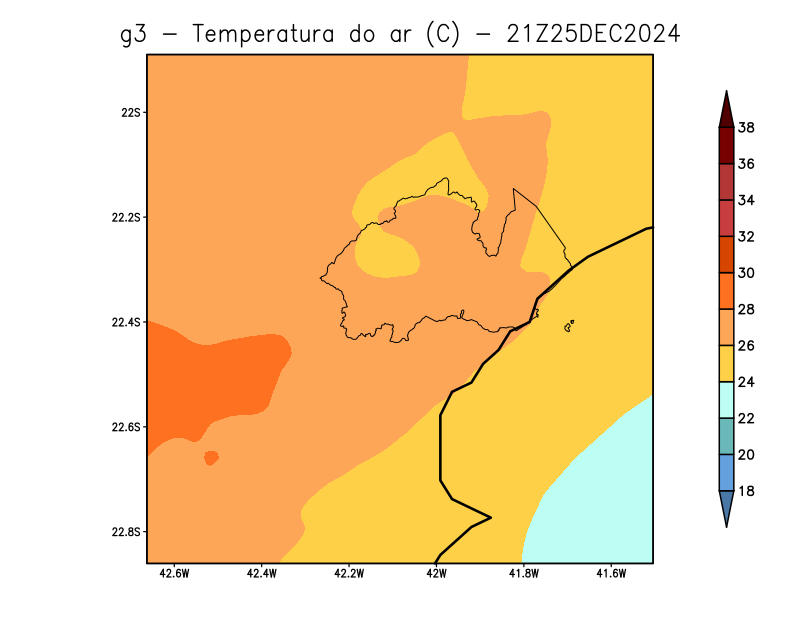 g3 − Temperatura do ar (C) − 21Z25DEC2024
22S
22.2S
22.4S
22.6S
22.8S
42.6W
42.4W
42.2W
42W
41.8W
41.6W
38
36
34
32
30
28
26
24
22
20
18